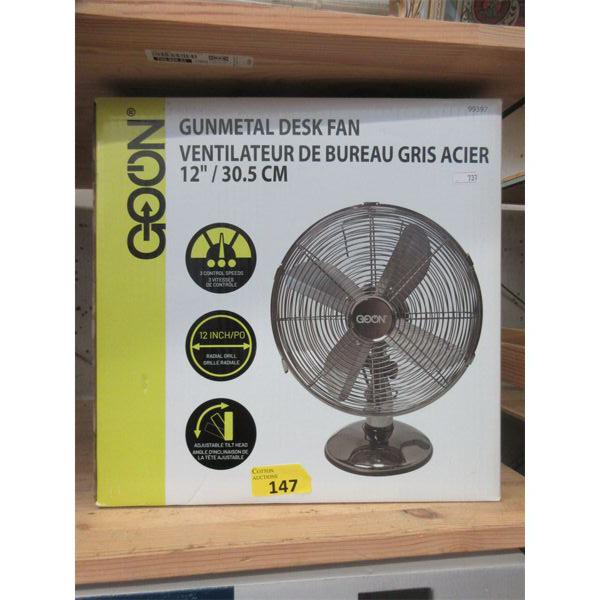 GOON®
GUNMETAL DESK FAN
VENTILATEUR DE BUREAU GRIS ACIER
12" / 30.5 CM
99397
737
3 CONTROL SPEEDS
3 VITESSES
DE CONTRÔLE
12 INCH/PO
RADIAL GRILL
GRILLE RADIALE
ADJUSTABLE TILT HEAD
ANGLE D'INCLINAISON DE
LA TÊTE AJUSTABLE
GOON
COTTON
AUCTIONS
147